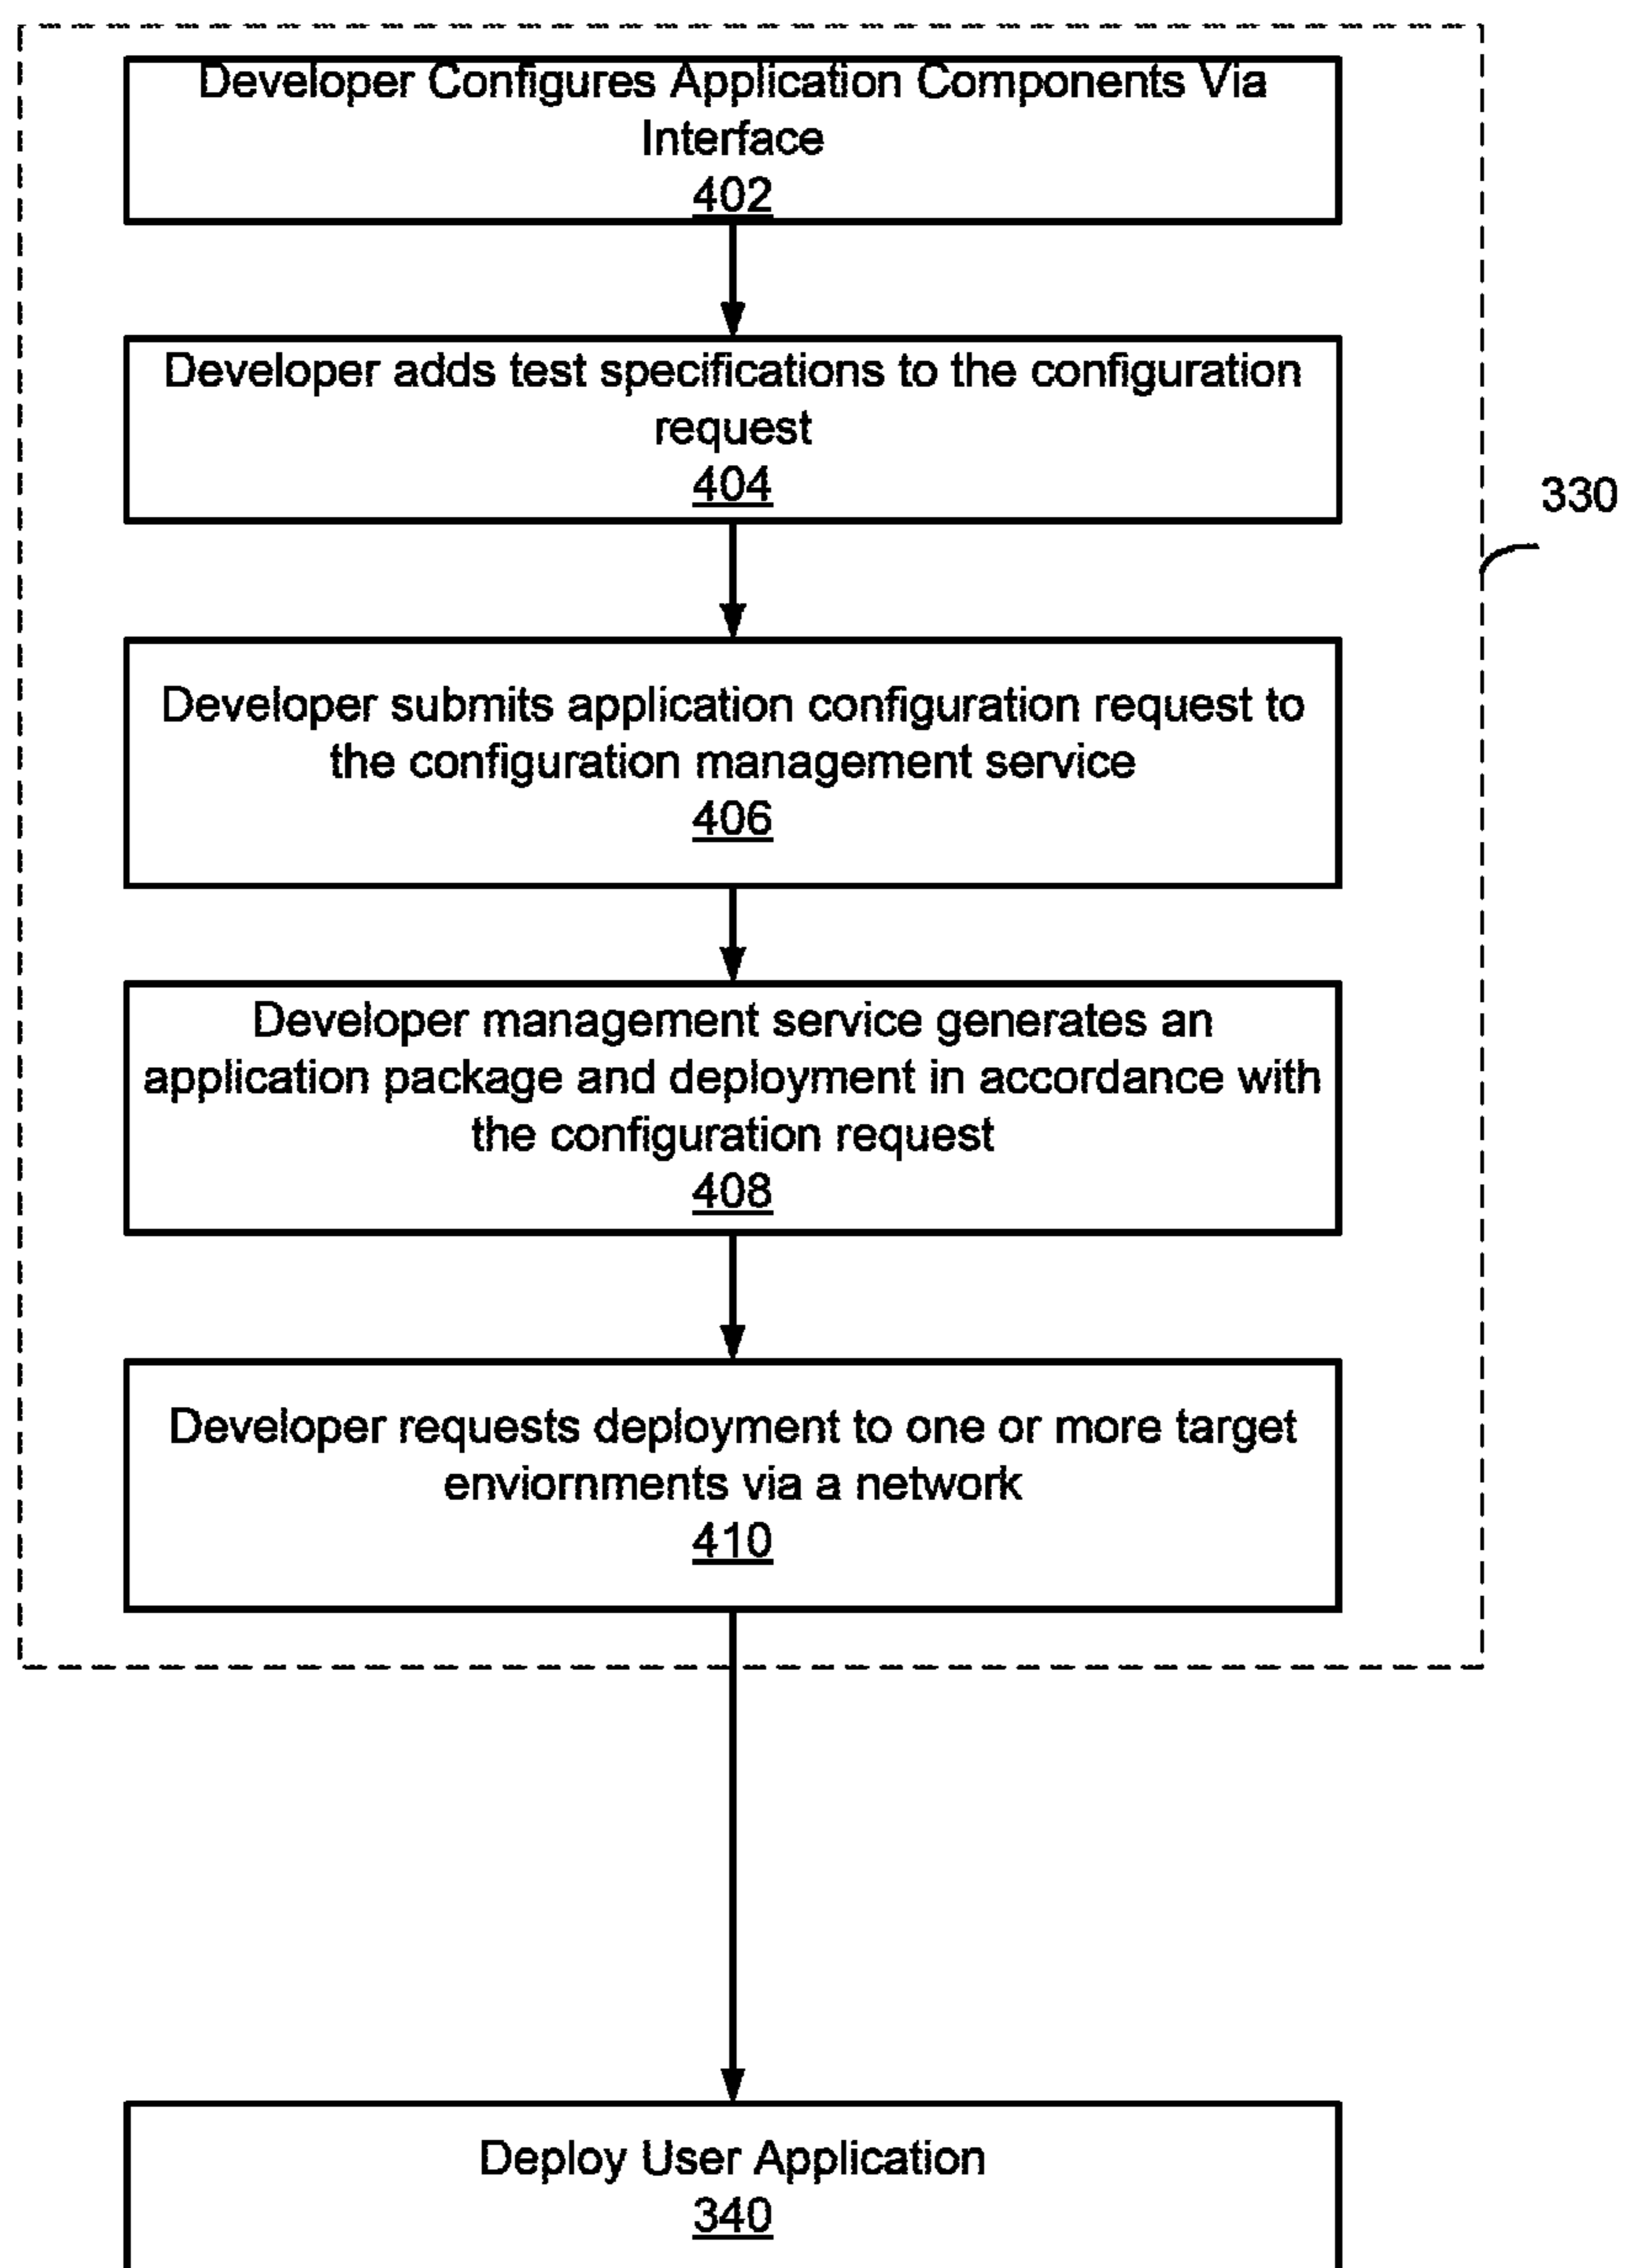 Developer Configures Application Components Via
Interface
402
Developer adds test specifications to the configuration
request
404
330
Developer submits application configuration request to
the configuration management service
406
Developer management service generates an
application package and deployment in accordance with
the configuration request
408
Developer requests deployment to one or more target
enviornments via a network
410
Deploy User Application
340